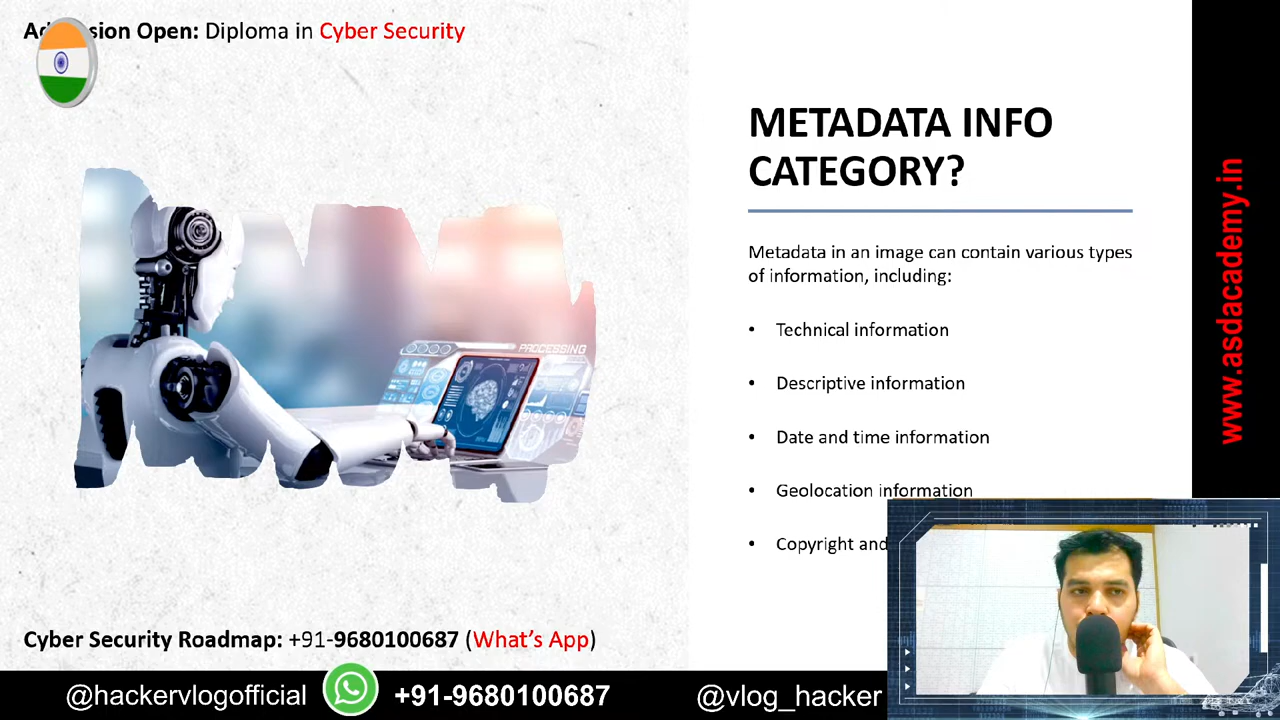 Admission Open: Diploma in Cyber Security
METADATA INFO
CATEGORY?
Metadata in an image can contain various types
of information, including:
• Technical information
• Descriptive information
• Date and time information
• Geolocation information
• Copyright and
PROCESSING
www.asdacademy.in
Cyber Security Roadmap: +91-9680100687 (What's App)
@hackervlogofficial
+91-9680100687
@vlog_hacker